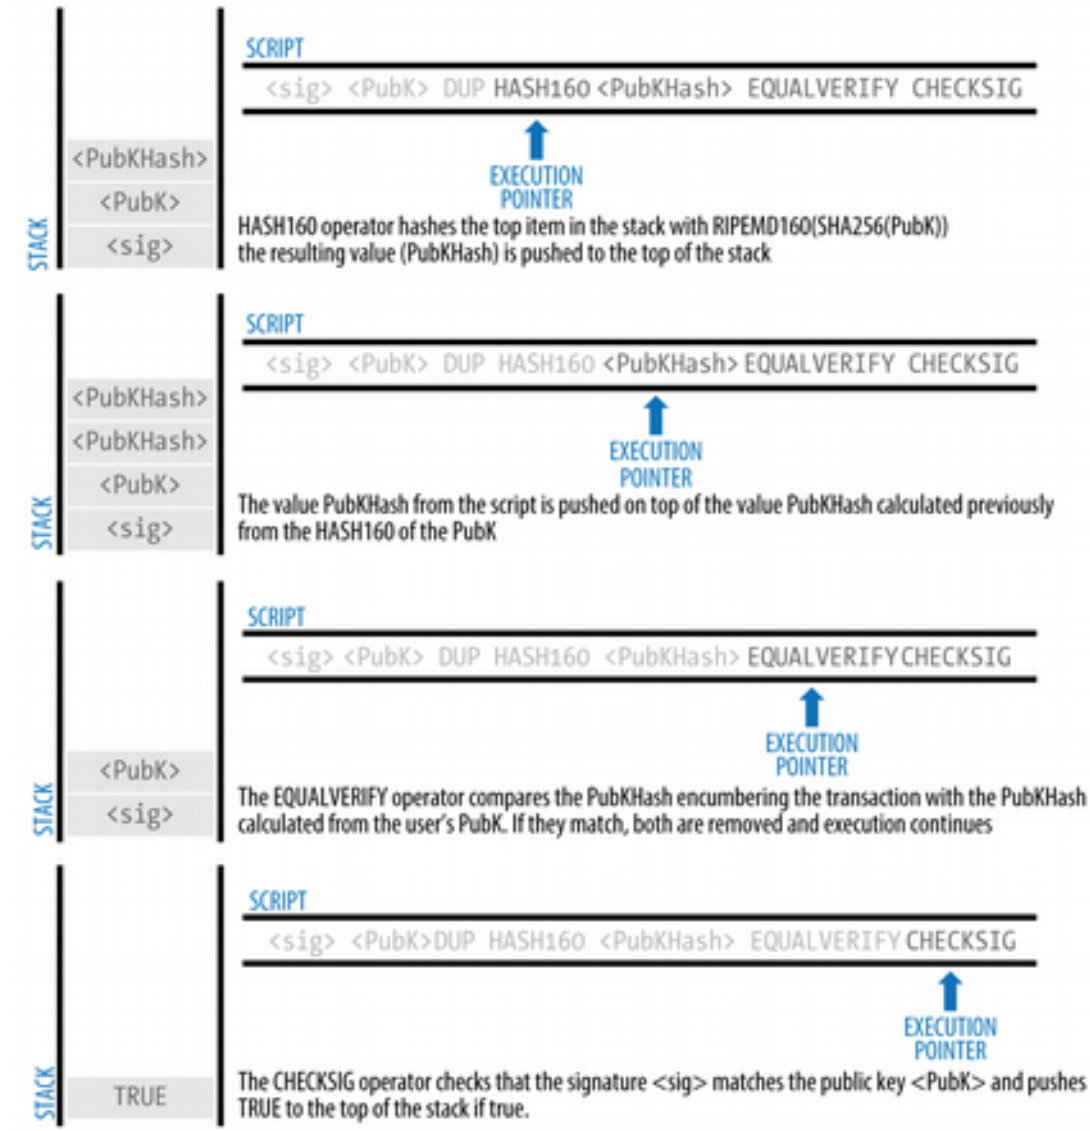 SCRIPT
<sig> <PubK> DUP HASH160 <PubKHash> EQUALVERIFY CHECKSIG
<PubKHash>
<PubK>
<sig>
STACK
EXECUTION
POINTER
HASH160 operator hashes the top item in the stack with RIPEMD160(SHA256(PubK))
the resulting value (PubKHash) is pushed to the top of the stack
SCRIPT
<sig> <PubK> DUP HASH160 <PubKHash> EQUALVERIFY CHECKSIG
<PubKHash>
<PubKHash>
<PubK>
<sig>
STACK
EXECUTION
POINTER
The value PubKHash from the script is pushed on top of the value PubKHash calculated previously
from the HASH160 of the PubK
SCRIPT
<sig> <PubK> DUP HASH160 <PubKHash> EQUALVERIFY CHECKSIG
<PubK>
<sig>
STACK
EXECUTION
POINTER
The EQUALVERIFY operator compares the PubKHash encumbering the transaction with the PubKHash
calculated from the user's PubK. If they match, both are removed and execution continues
SCRIPT
<sig> <PubK>DUP HASH160 <PubKHash> EQUALVERIFY CHECKSIG
TRUE
STACK
EXECUTION
POINTER
The CHECKSIG operator checks that the signature <sig> matches the public key <PubK> and pushes
TRUE to the top of the stack if true.